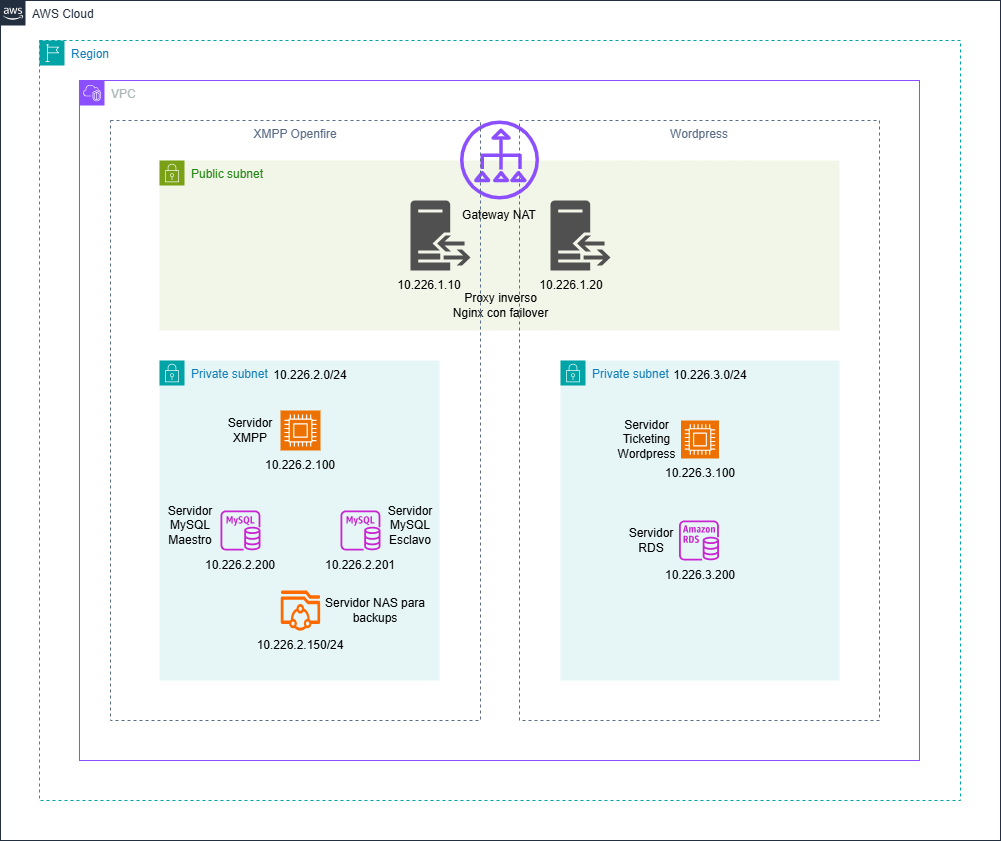 aws
AWS Cloud
Region
VPC
XMPP Openfire
Wordpress
Public subnet
Gateway NAT
10.226.1.10
10.226.1.20
Proxy inverso
Nginx con failover
Private subnet 10.226.2.0/24
Servidor
XMPP
10.226.2.100
Servidor
MySQL
Maestro
MySQL
10.226.2.200
MySQL
Servidor
MySQL
Esclavo
10.226.2.201
Servidor NAS para
backups
10.226.2.150/24
Private subnet 10.226.3.0/24
Servidor
Ticketing
Wordpress
10.226.3.100
Servidor
RDS
Amazon
RDS
10.226.3.200